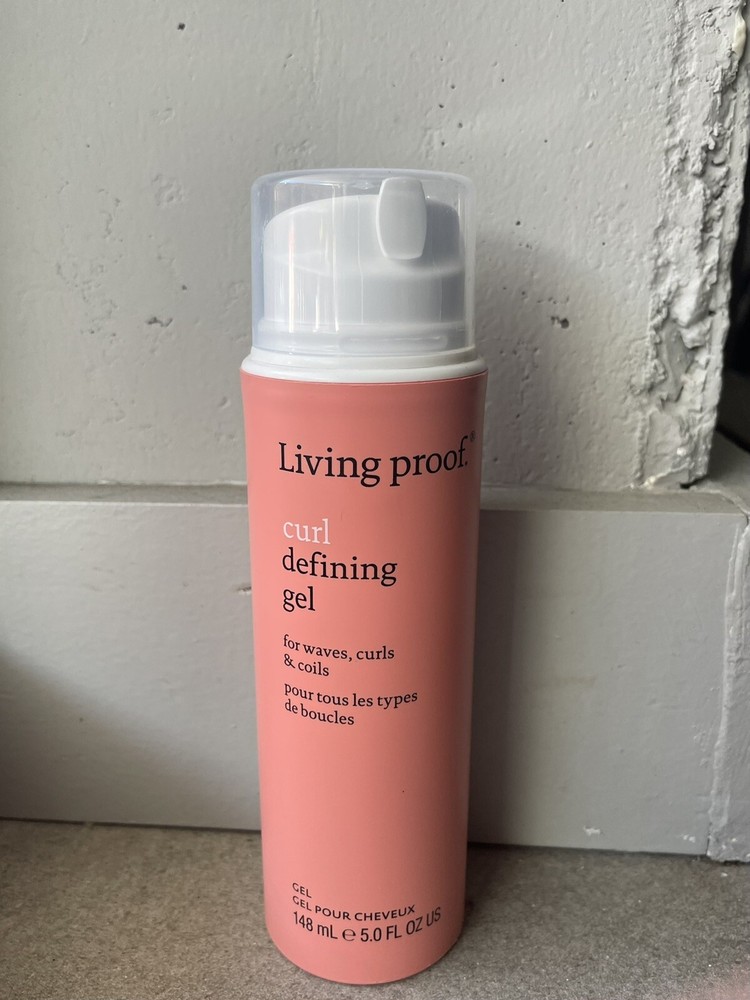 Living proof.®
curl
defining
gel
for waves, curls
& coils
pour tous les types
de boucles
GEL
GEL POUR CHEVEUX
148 mL ℮ 5.0 FL OZ US